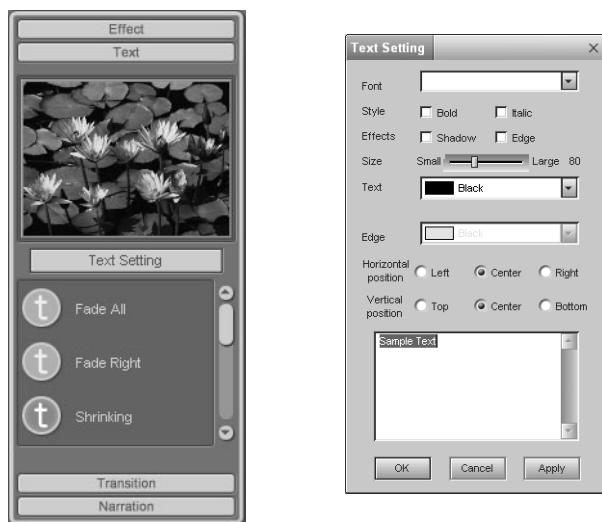 Effect
Text
Text Setting
Fade All
Fade Right
Shrinking
Transition
Narration
Text Setting
Font
Style Bold Italic
Effects Shadow Edge
Size Small Large 80
Text Black
Edge Black
Horizontal position Left Center Right
Vertical position Top Center Bottom
Sample Text
OK Cancel Apply